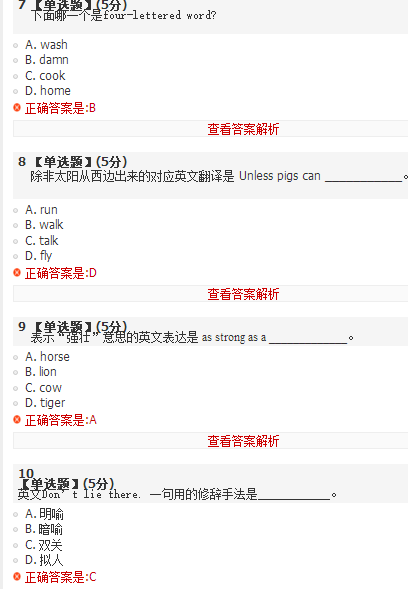 7 【单选题】(5分)
下面哪一个是four-lettered word?
A. wash
B. damn
C. cook
D. home
正确答案是:B
查看答案解析
8 【单选题】(5分)
除非太阳从西边出来的对应英文翻译是 Unless pigs can ____________。
A. run
B. walk
C. talk
D. fly
正确答案是:D
查看答案解析
9 【单选题】(5分)
表示“强壮”意思的英文表达是 as strong as a ____________。
A. horse
B. lion
C. cow
D. tiger
正确答案是:A
查看答案解析
10
【单选题】(5分)
英文Don’t lie there. 一句用的修辞手法是____________。
A. 明喻
B. 暗喻
C. 双关
D. 拟人
正确答案是:C